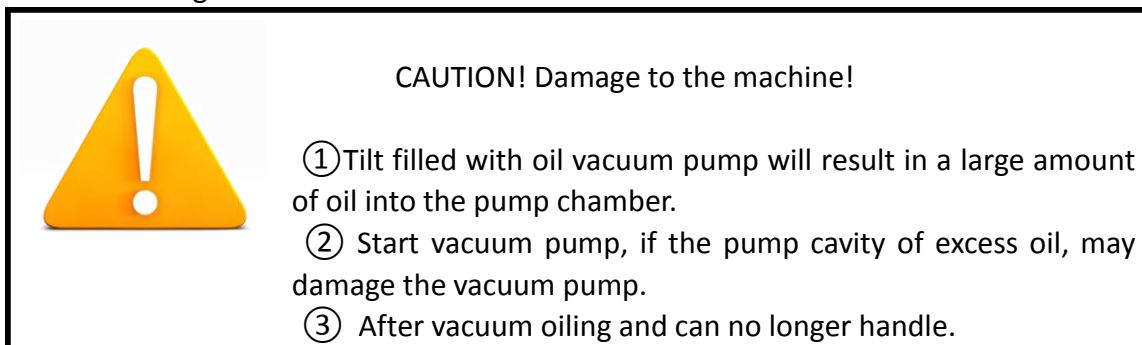 CAUTION! Damage to the machine!
①Tilt filled with oil vacuum pump will result in a large amount
of oil into the pump chamber.
② Start vacuum pump, if the pump cavity of excess oil, may
damage the vacuum pump.
③ After vacuum oiling and can no longer handle.